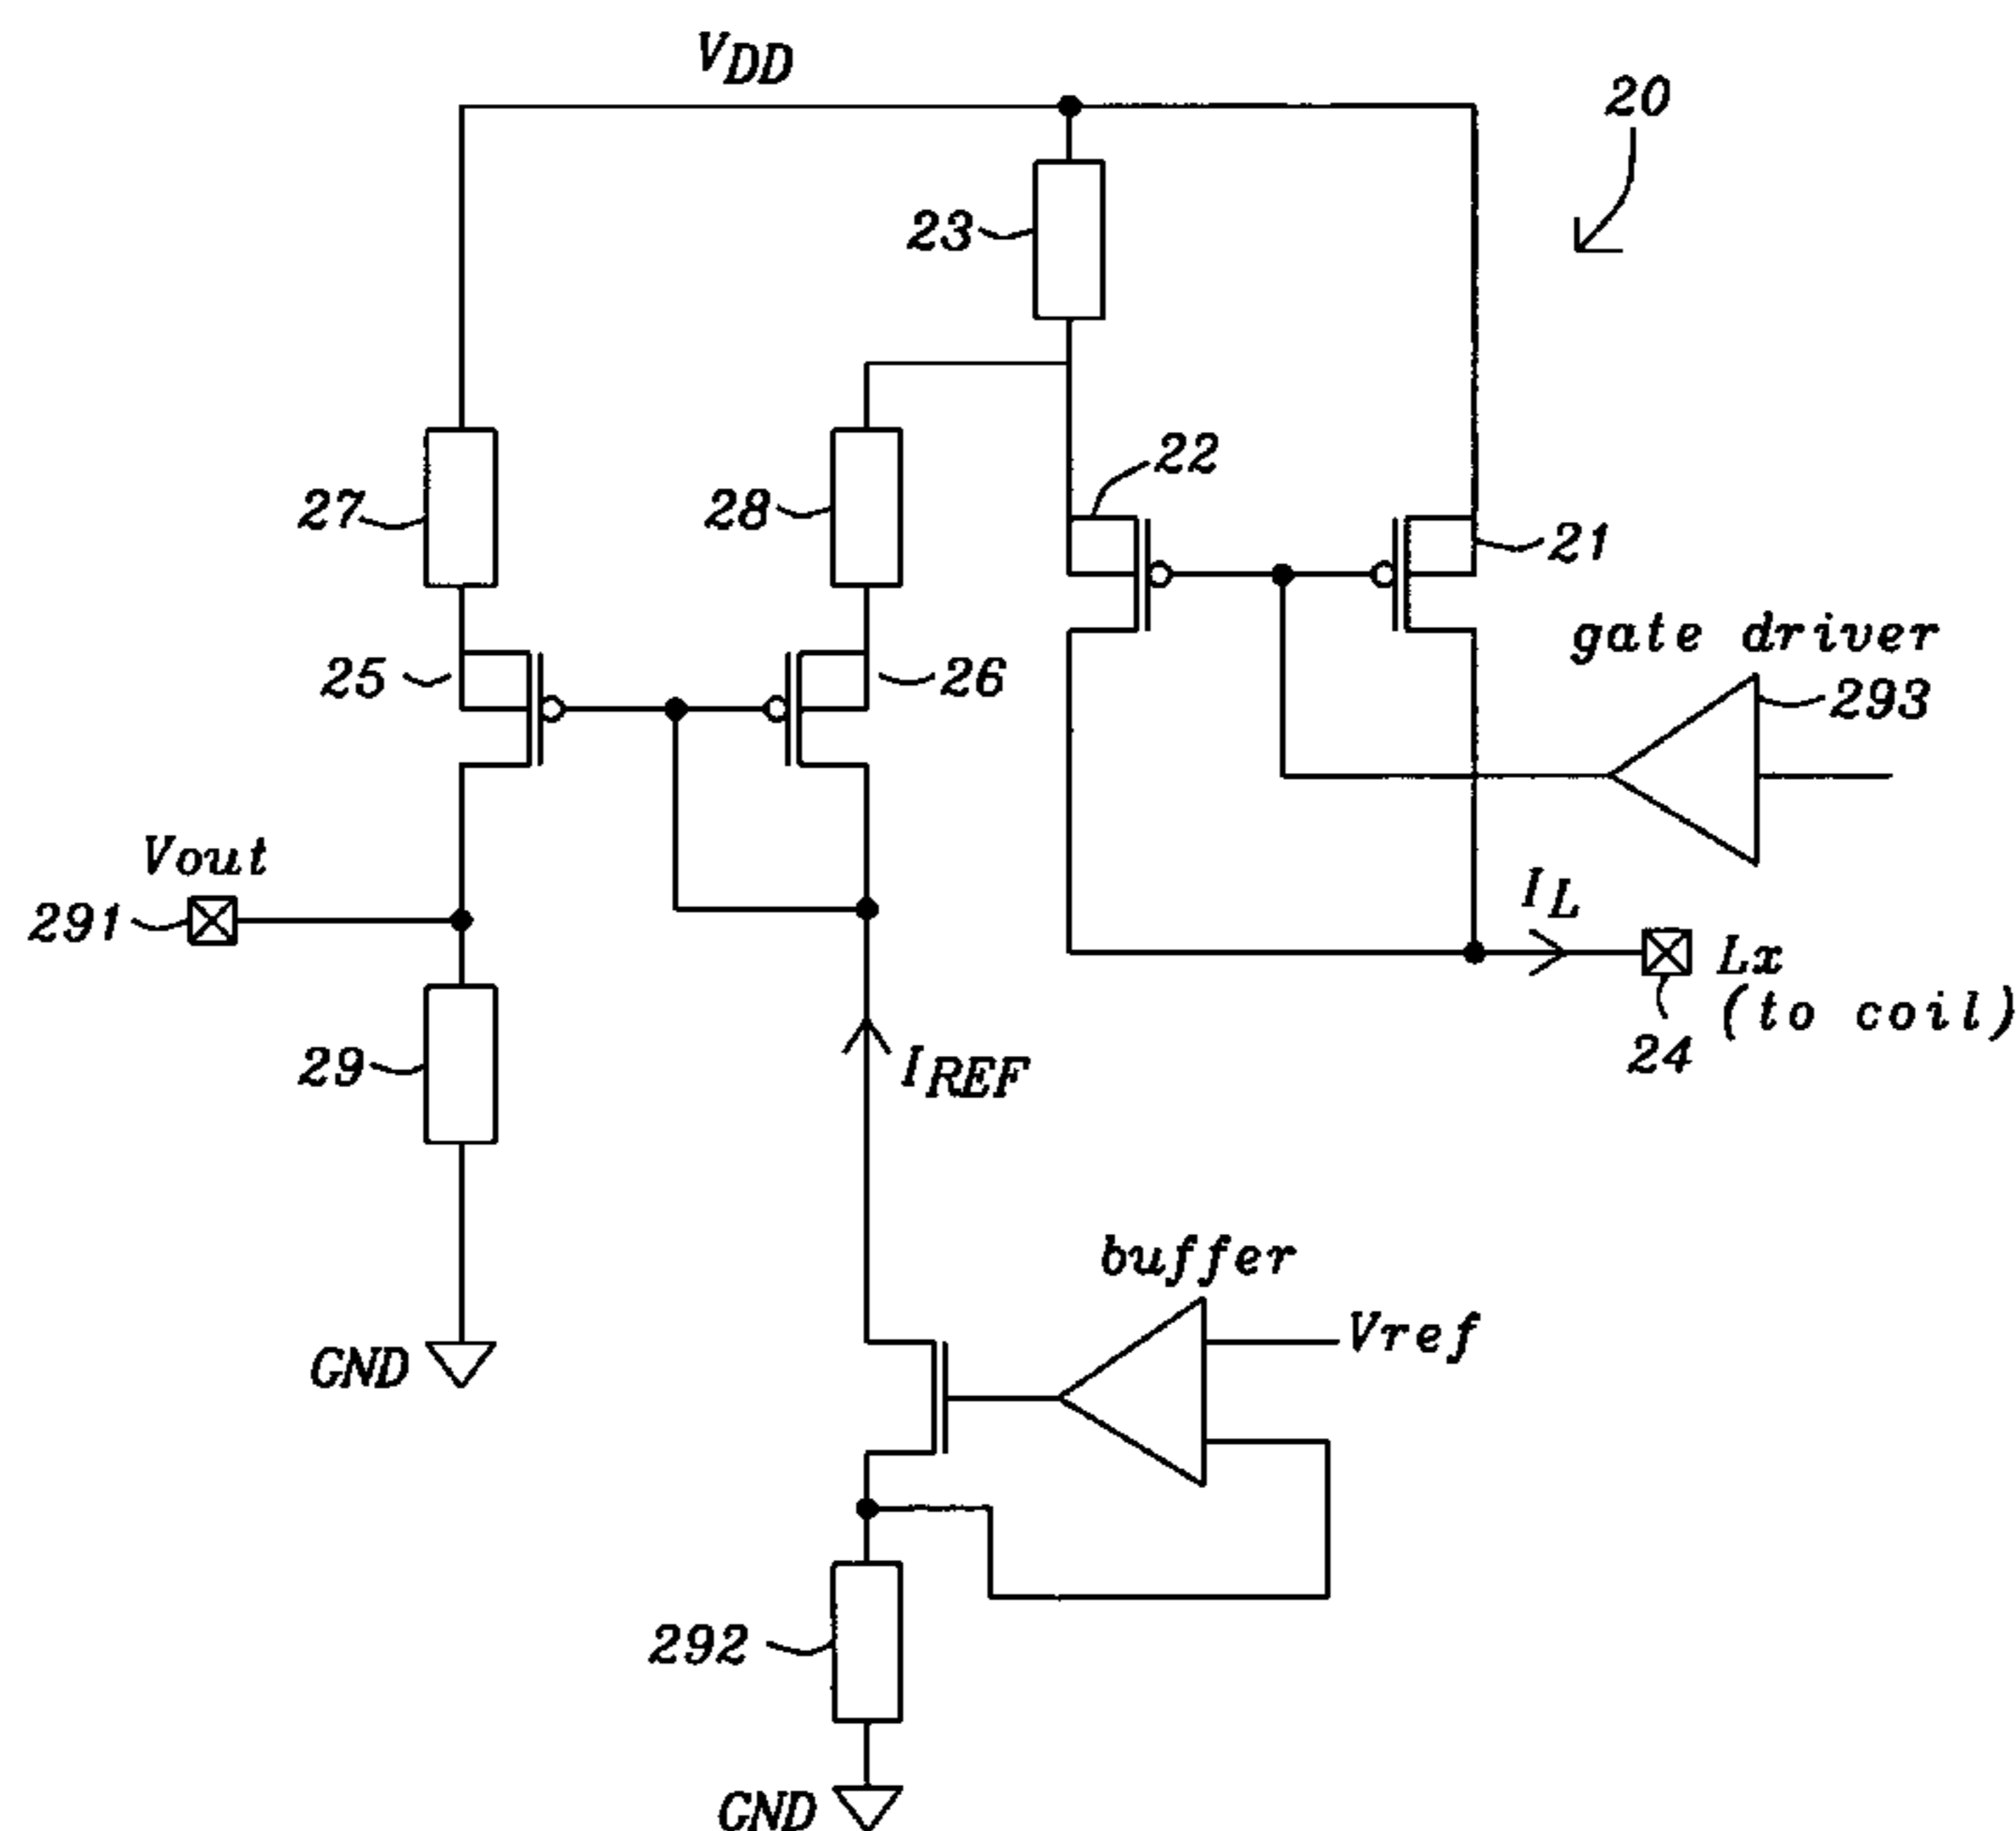 VDD
20
23
22
27
28
21
gate driver
25
26
293
Vout
291
IL
Lx
(to coil)
24
29
IREF
buffer
Vref
GND
292
GND